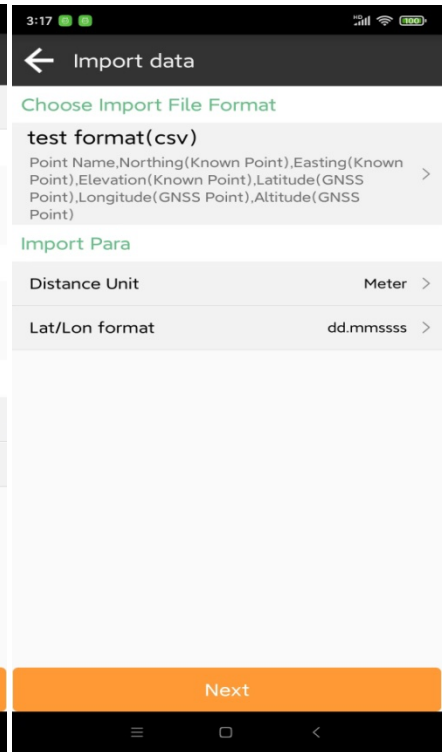 3:17
HD 100
Import data
Choose Import File Format
test format(csv)
Point Name,Northing(Known Point),Easting(Known
Point),Elevation(Known Point),Latitude(GNSS
Point),Longitude(GNSS Point),Altitude(GNSS
Point)
Import Para
Distance Unit Meter
Lat/Lon format dd.mmssss
Next